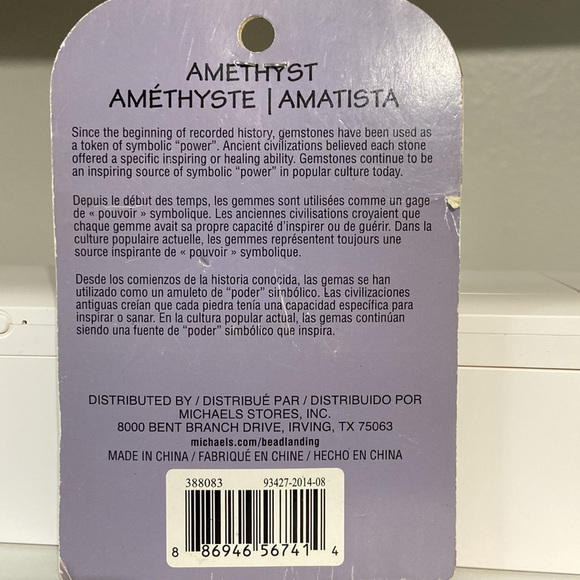 AMETHYST
AMÉTHYSTE | AMATISTA
Since the beginning of recorded history, gemstones have been used as
a token of symbolic "power". Ancient civilizations believed each stone
offered a specific inspiring or healing ability. Gemstones continue to be
an inspiring source of symbolic "power" in popular culture today.
Depuis le début des temps, les gemmes sont utilisées comme un gage
de « pouvoir » symbolique. Les anciennes civilisations croyaient que
chaque gemme avait sa propre capacité d'inspirer ou de guérir. Dans la
culture populaire actuelle, les gemmes représentent toujours une
source inspirante de « pouvoir » symbolique.
Desde los comienzos de la historia conocida, las gemas se han
utilizado como un amuleto de "poder" simbólico. Las civilizaciones
antiguas creían que cada piedra tenía una capacidad específica para
inspirar o sanar. En la cultura popular actual, las gemas continúan
siendo una fuente de "poder" simbólico que inspira.
DISTRIBUTED BY / DISTRIBUÉ PAR / DISTRIBUIDO POR
MICHAELS STORES, INC.
8000 BENT BRANCH DRIVE, IRVING, TX 75063
michaels.com/beadlanding
MADE IN CHINA / FABRIQUÉ EN CHINE / HECHO EN CHINA
388083 93427-2014-08
8 86946 56741 4